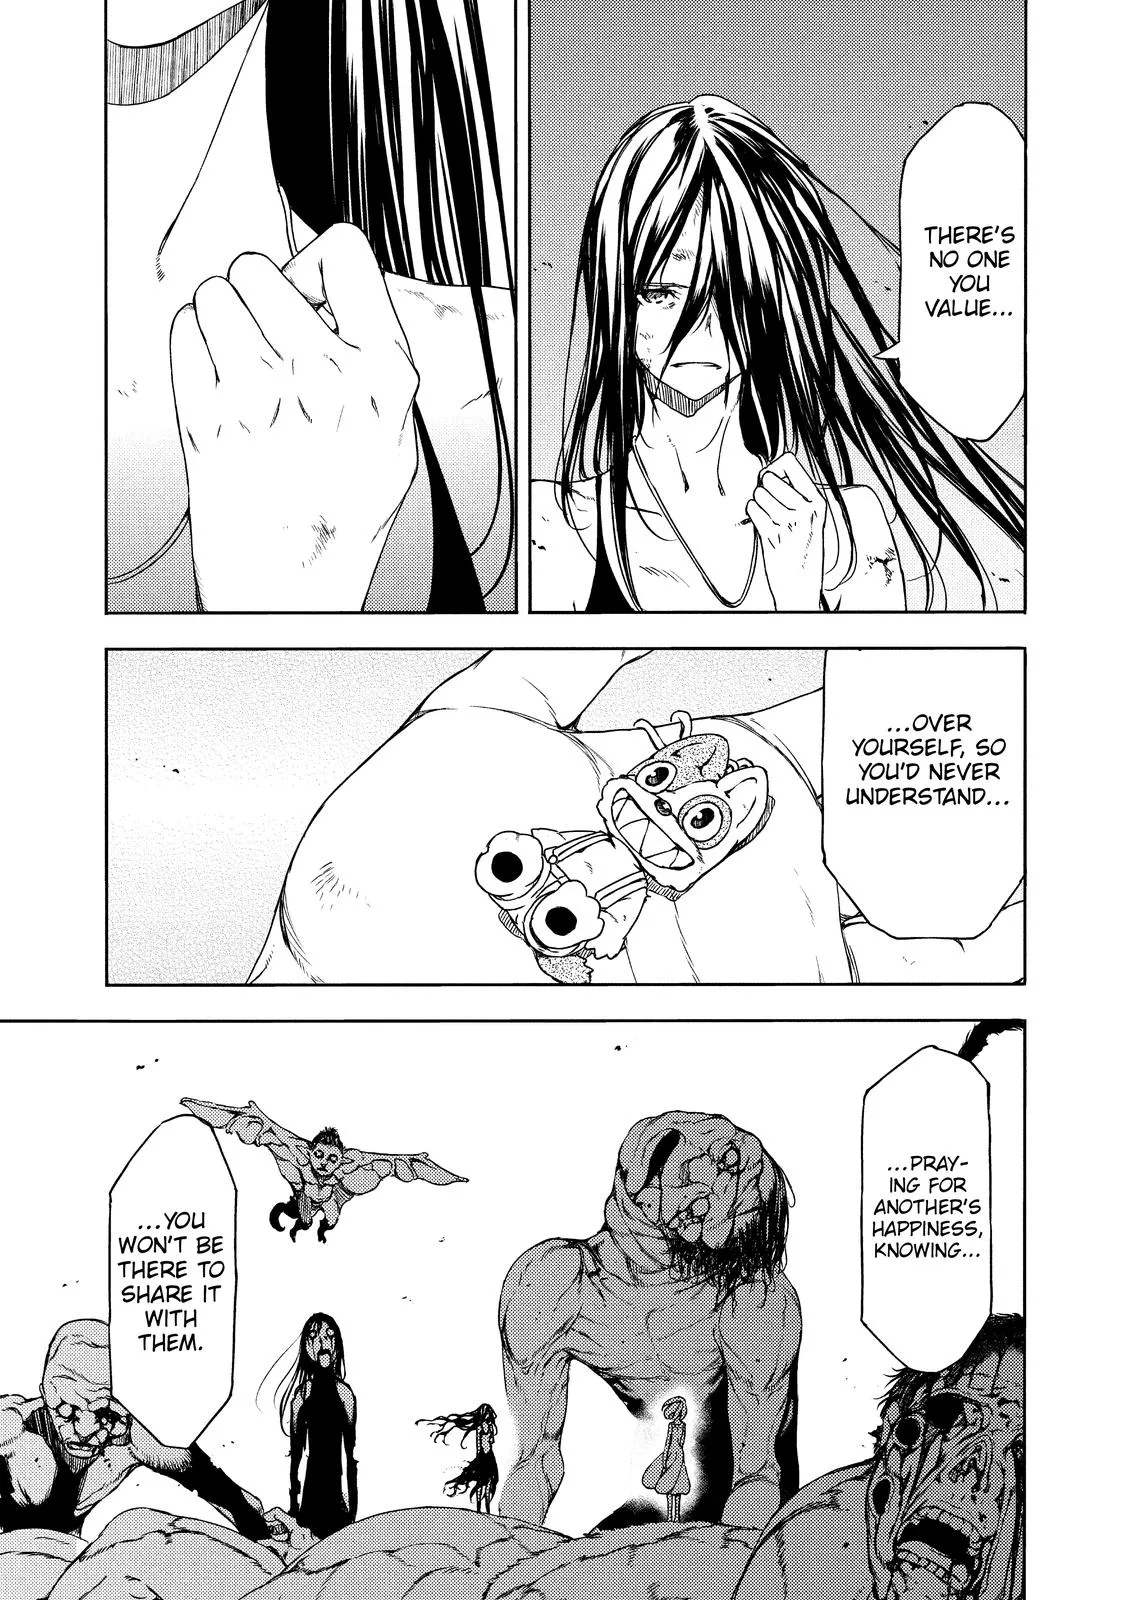 THERE'S
NO ONE
YOU
VALUE...
...OVER
YOURSELF, SO
YOU'D NEVER
UNDERSTAND...
...PRAY-
ING FOR
ANOTHER'S
HAPPINESS,
KNOWING...
...YOU
WON'T BE
THERE TO
SHARE IT
WITH
THEM.